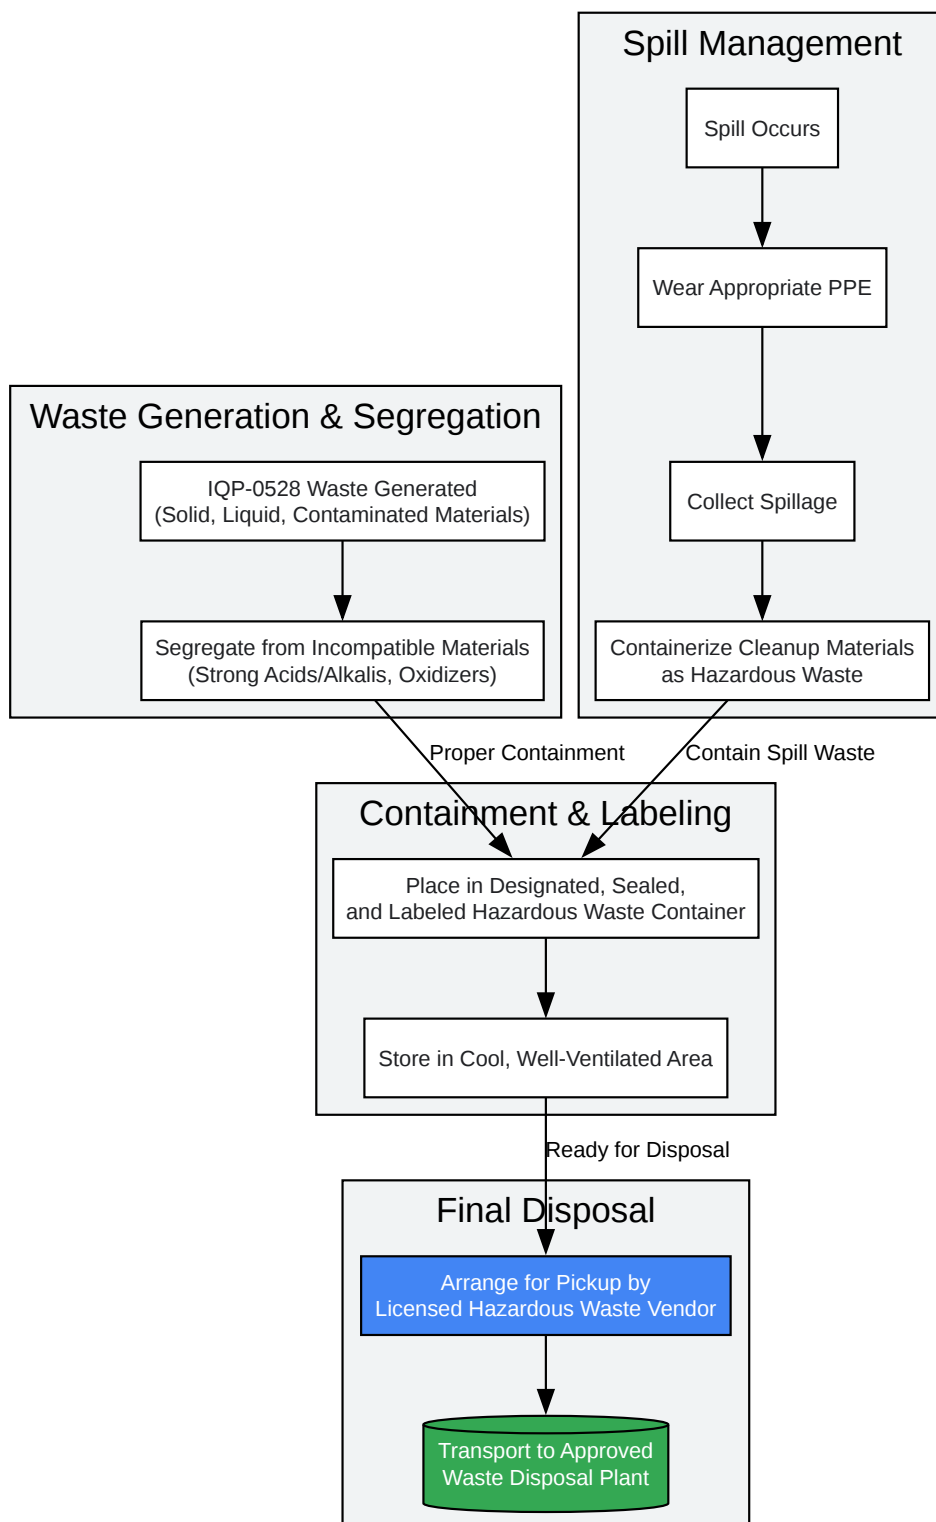 Spill Management
Spill Occurs
Wear Appropriate PPE
Collect Spillage
Containerize Cleanup Materials
as Hazardous Waste
Waste Generation & Segregation
IQP-0528 Waste Generated
(Solid, Liquid, Contaminated Materials)
Segregate from Incompatible Materials
(Strong Acids/Alkalis, Oxidizers)
Proper Containment
Contain Spill Waste
Containment & Labeling
Place in Designated, Sealed,
and Labeled Hazardous Waste Container
Store in Cool, Well-Ventilated Area
Ready for Disposal
Final Disposal
Arrange for Pickup by
Licensed Hazardous Waste Vendor
Transport to Approved
Waste Disposal Plant